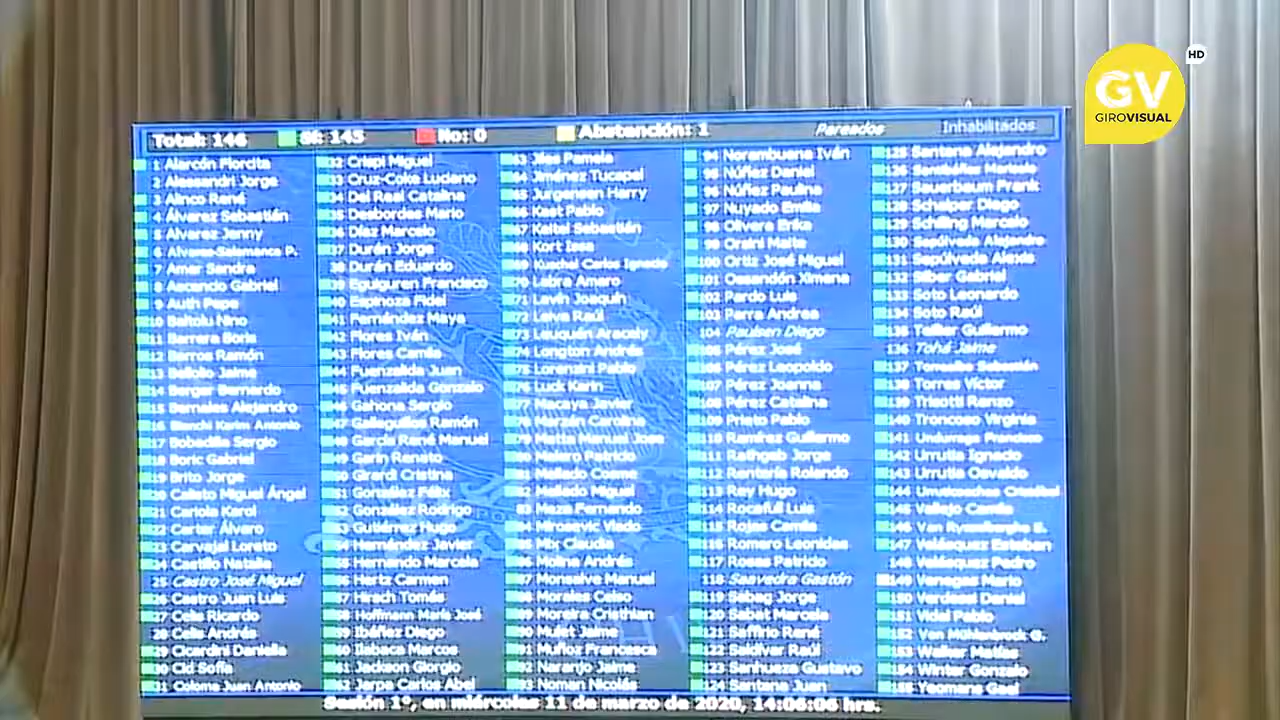 HD
GV
GIROVISUAL
Total: 146 Sí: 145 No: 0 Abstención: 1 Pareados Inhabilitados
1 Alarcón Florcita
2 Alessandri Jorge
3 Alinco René
4 Álvarez Sebastián
5 Álvarez Jenny
6 Álvarez-Salamanca P.
7 Amar Sandra
8 Ascencio Gabriel
9 Auth Pepe
10 Baltolu Nino
11 Barrera Boris
12 Barros Ramón
13 Bellolio Jaime
14 Berger Bernardo
15 Bernales Alejandro
16 Bianchi Karim Antonio
17 Bobadilla Sergio
18 Boric Gabriel
19 Brito Jorge
20 Calisto Miguel Ángel
21 Cariola Karol
22 Carter Álvaro
23 Carvajal Loreto
24 Castillo Natalia
25 Castro José Miguel
26 Castro Juan Luis
27 Celis Ricardo
28 Celis Andrés
29 Cicardini Daniella
30 Cid Sofía
31 Coloma Juan Antonio
32 Crispi Miguel
33 Cruz-Coke Luciano
34 Del Real Catalina
35 Desbordes Mario
36 Díaz Marcelo
37 Durán Jorge
38 Durán Eduardo
39 Eguiguren Francisco
40 Espinoza Fidel
41 Fernández Maya
42 Flores Iván
43 Flores Camila
44 Fuenzalida Juan
45 Fuenzalida Gonzalo
46 Gahona Sergio
47 Galleguillos Ramón
48 García René Manuel
49 Garín Renato
50 Girardi Cristina
51 González Félix
52 González Rodrigo
53 Gutiérrez Hugo
54 Hernández Javier
55 Hernando Marcela
56 Hertz Carmen
57 Hirsch Tomás
58 Hoffmann María José
59 Ibáñez Diego
60 Ilabaca Marcos
61 Jackson Giorgio
62 Jarpa Carlos Abel
63 Jiles Pamela
64 Jiménez Tucapel
65 Jurgensen Harry
66 Kast Pablo
67 Keitel Sebastián
68 Kort Issa
69 Kuschel Carlos Ignacio
70 Labra Amaro
71 Lavín Joaquín
72 Leiva Raúl
73 Leuquén Aracely
74 Longton Andrés
75 Lorenzini Pablo
76 Luck Karin
77 Macaya Javier
78 Marzán Carolina
79 Matta Manuel José
80 Melero Patricio
81 Mellado Cosme
82 Mellado Miguel
83 Meza Fernando
84 Mirosevic Vlado
85 Mix Claudia
86 Molina Andrés
87 Monsalve Manuel
88 Morales Celso
89 Moreira Cristhian
90 Mulet Jaime
91 Muñoz Francesca
92 Naranjo Jaime
93 Noman Nicolás
94 Norambuena Iván
95 Núñez Daniel
96 Núñez Paulina
97 Nuyado Emilia
98 Olivera Erika
99 Orsini Maite
100 Ortiz José Miguel
101 Ossandón Ximena
102 Pardo Luis
103 Parra Andrea
104 Paulsen Diego
105 Pérez José
106 Pérez Leopoldo
107 Pérez Joanna
108 Pérez Catalina
109 Prieto Pablo
110 Ramírez Guillermo
111 Rathgeb Jorge
112 Rentería Rolando
113 Rey Hugo
114 Rocafull Luis
115 Rojas Camila
116 Romero Leonidas
117 Rosas Patricio
118 Saavedra Gastón
119 Sabag Jorge
120 Sabat Marcela
121 Saffirio René
122 Saldívar Raúl
123 Sanhueza Gustavo
124 Santana Juan
125 Santana Alejandro
126 Santibáñez Marisela
127 Sauerbaum Frank
128 Schalper Diego
129 Schilling Marcelo
130 Sepúlveda Alejandra
131 Sepúlveda Alexis
132 Silber Gabriel
133 Soto Leonardo
134 Soto Raúl
135 Teillier Guillermo
136 Tohá Jaime
137 Torrealba Sebastián
138 Torres Víctor
139 Trisotti Renzo
140 Troncoso Virginia
141 Undurraga Francisco
142 Urrutia Ignacio
143 Urrutia Osvaldo
144 Urruticoechea Cristóbal
145 Vallejo Camila
146 Van Rysselberghe E.
147 Velásquez Esteban
148 Velásquez Pedro
149 Venegas Mario
150 Verdessi Daniel
151 Vidal Pablo
152 Von Mühlenbrock G.
153 Walker Matías
154 Winter Gonzalo
155 Yeomans Gael
Sesión 1º, en miércoles 11 de marzo de 2020, 14:06:06 hrs.